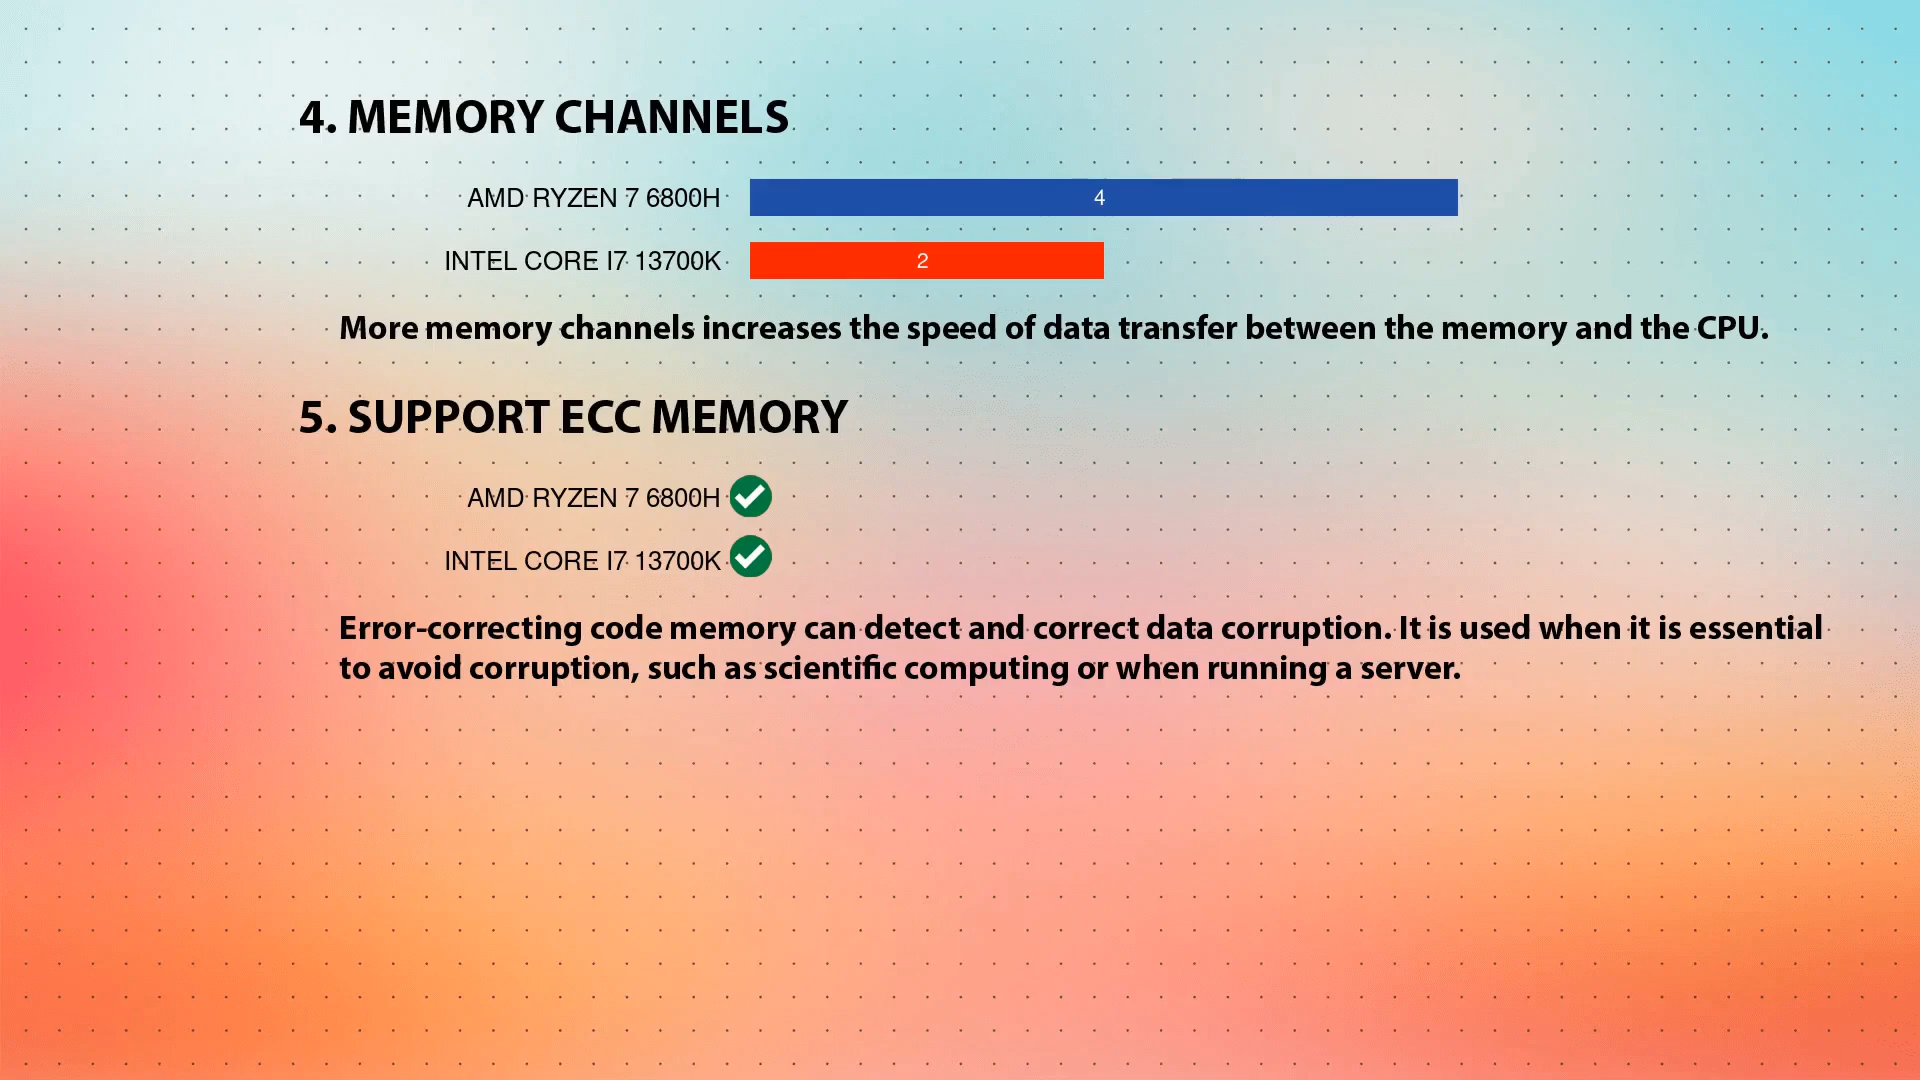 4. MEMORY CHANNELS
AMD RYZEN 7 6800H
4
INTEL CORE I7 13700K
2
More memory channels increases the speed of data transfer between the memory and the CPU.
5. SUPPORT ECC MEMORY
AMD RYZEN 7 6800H
INTEL CORE I7 13700K
Error-correcting code memory can detect and correct data corruption. It is used when it is essential
to avoid corruption, such as scientific computing or when running a server.